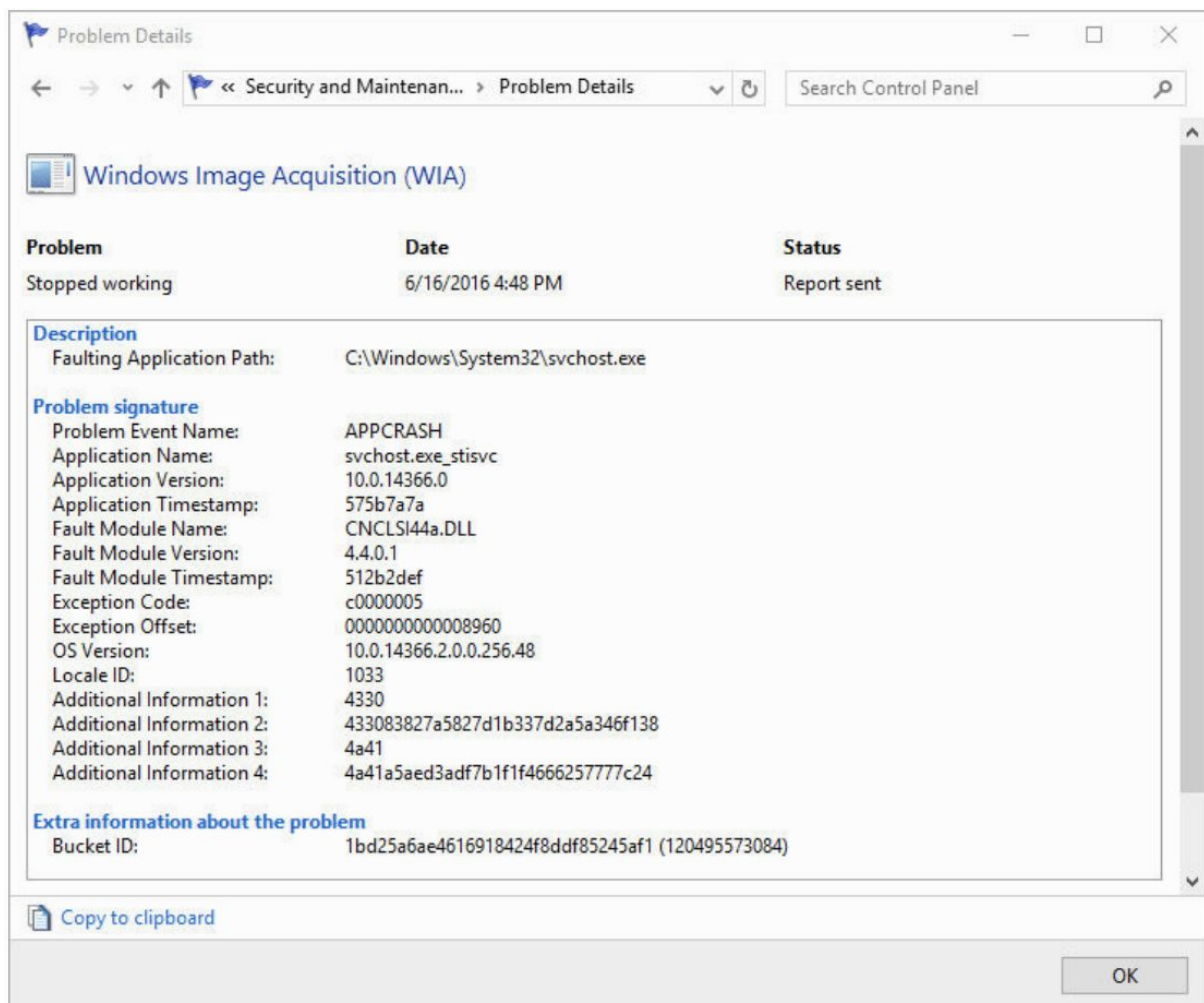 Problem Details
« Security and Maintenan... › Problem Details
Search Control Panel
Windows Image Acquisition (WIA)
Problem Date Status
Stopped working 6/16/2016 4:48 PM Report sent
Description
Faulting Application Path: C:\Windows\System32\svchost.exe
Problem signature
Problem Event Name: APPCRASH
Application Name: svchost.exe_stisvc
Application Version: 10.0.14366.0
Application Timestamp: 575b7a7a
Fault Module Name: CNCLSI44a.DLL
Fault Module Version: 4.4.0.1
Fault Module Timestamp: 512b2def
Exception Code: c0000005
Exception Offset: 0000000000008960
OS Version: 10.0.14366.2.0.0.256.48
Locale ID: 1033
Additional Information 1: 4330
Additional Information 2: 433083827a5827d1b337d2a5a346f138
Additional Information 3: 4a41
Additional Information 4: 4a41a5aed3adf7b1f1f4666257777c24
Extra information about the problem
Bucket ID: 1bd25a6ae4616918424f8ddf85245af1 (120495573084)
Copy to clipboard
OK